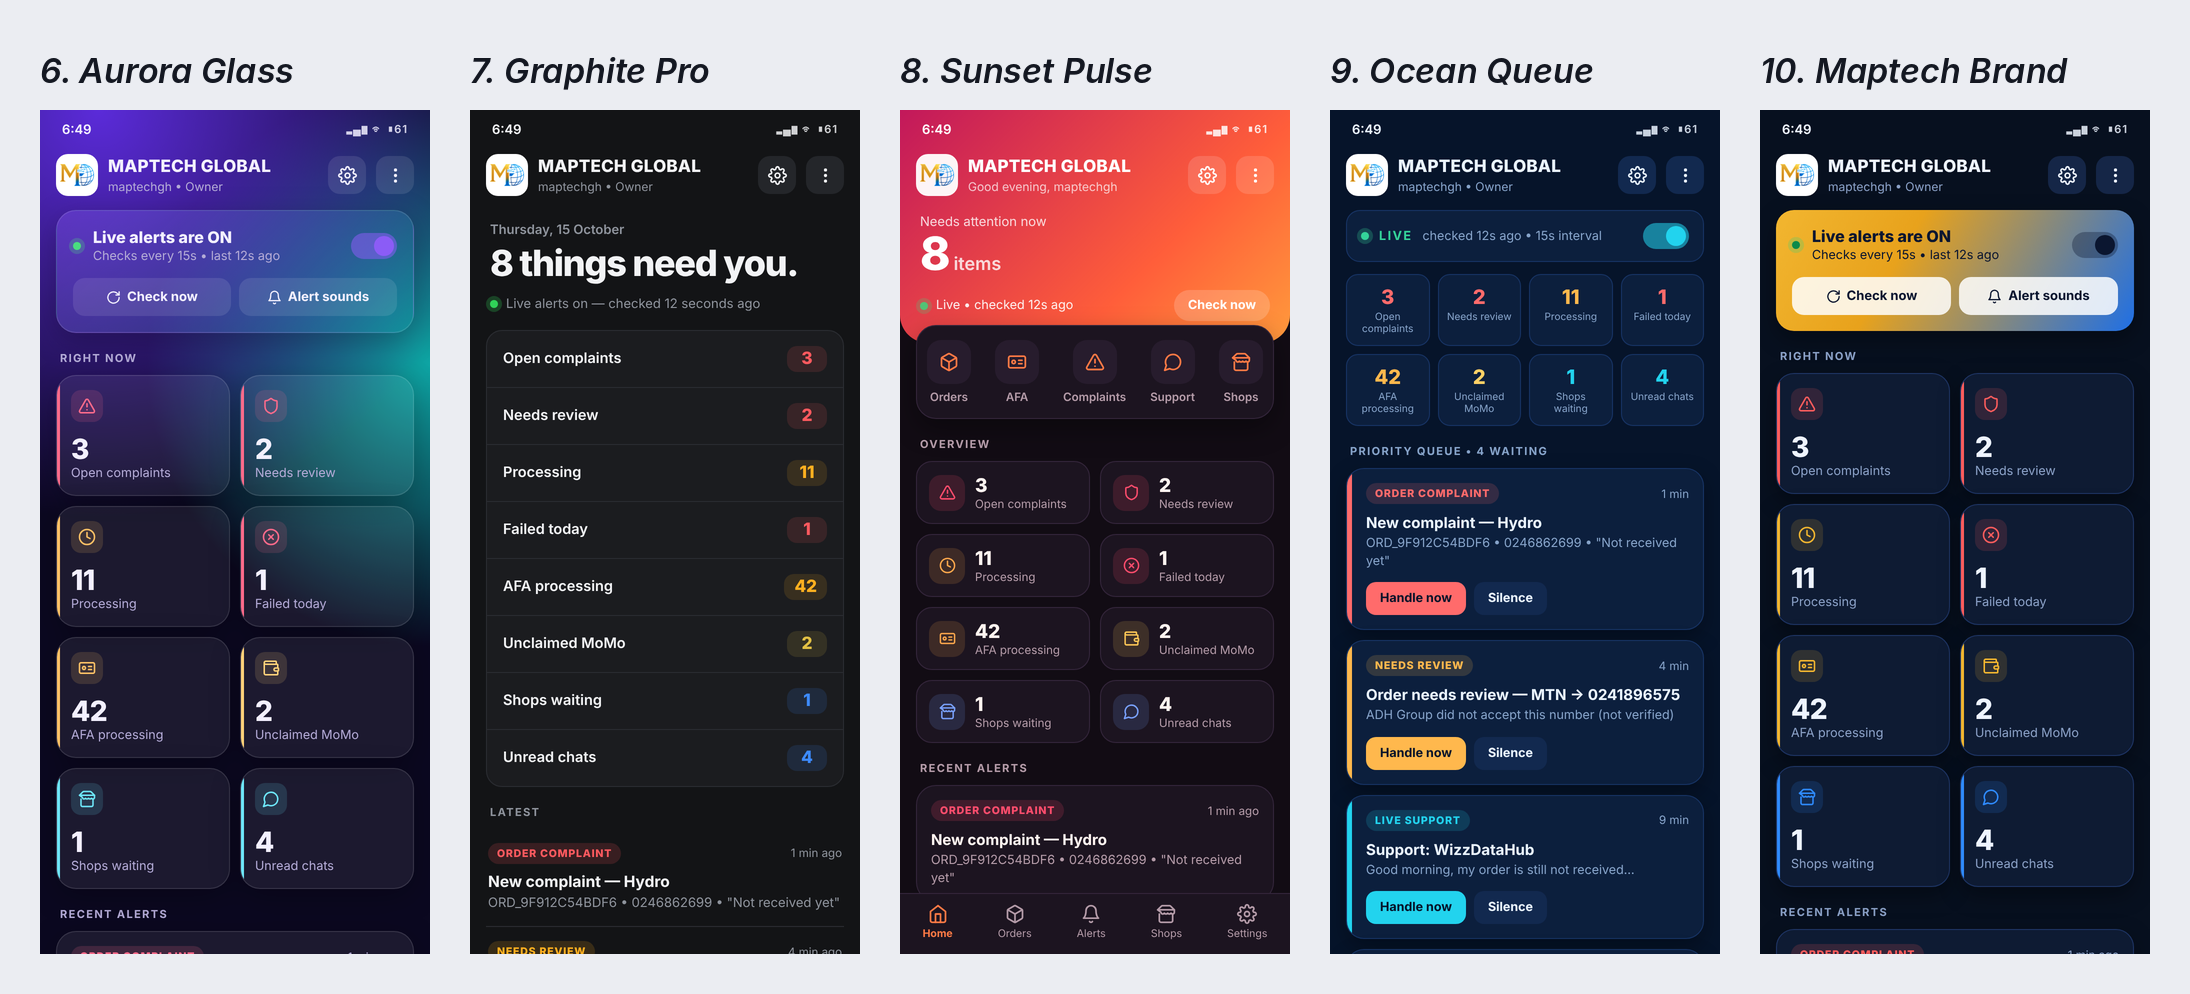 6. Aurora Glass
6:49
61
MAPTECH GLOBAL
maptechgh • Owner
Live alerts are ON
Checks every 15s • last 12s ago
Check now
Alert sounds
RIGHT NOW
3
Open complaints
2
Needs review
11
Processing
1
Failed today
42
AFA processing
2
Unclaimed MoMo
1
Shops waiting
4
Unread chats
RECENT ALERTS
7. Graphite Pro
6:49
61
MAPTECH GLOBAL
maptechgh • Owner
Thursday, 15 October
8 things need you.
Live alerts on — checked 12 seconds ago
Open complaints 3
Needs review 2
Processing 11
Failed today 1
AFA processing 42
Unclaimed MoMo 2
Shops waiting 1
Unread chats 4
LATEST
ORDER COMPLAINT 1 min ago
New complaint — Hydro
ORD_9F912C54BDF6 • 0246862699 • "Not received yet"
NEEDS REVIEW 4 min ago
8. Sunset Pulse
6:49
61
MAPTECH GLOBAL
Good evening, maptechgh
Needs attention now
8 items
Live • checked 12s ago
Check now
Orders AFA Complaints Support Shops
OVERVIEW
3
Open complaints
2
Needs review
11
Processing
1
Failed today
42
AFA processing
2
Unclaimed MoMo
1
Shops waiting
4
Unread chats
RECENT ALERTS
ORDER COMPLAINT 1 min ago
New complaint — Hydro
ORD_9F912C54BDF6 • 0246862699 • "Not received
yet"
Home Orders Alerts Shops Settings
9. Ocean Queue
6:49
61
MAPTECH GLOBAL
maptechgh • Owner
LIVE checked 12s ago • 15s interval
3
Open
complaints
2
Needs review
11
Processing
1
Failed today
42
AFA
processing
2
Unclaimed
MoMo
1
Shops
waiting
4
Unread chats
PRIORITY QUEUE • 4 WAITING
ORDER COMPLAINT 1 min
New complaint — Hydro
ORD_9F912C54BDF6 • 0246862699 • "Not received
yet"
Handle now Silence
NEEDS REVIEW 4 min
Order needs review — MTN → 0241896575
ADH Group did not accept this number (not verified)
Handle now Silence
LIVE SUPPORT 9 min
Support: WizzDataHub
Good morning, my order is still not received...
Handle now Silence
10. Maptech Brand
6:49
61
MAPTECH GLOBAL
maptechgh • Owner
Live alerts are ON
Checks every 15s • last 12s ago
Check now
Alert sounds
RIGHT NOW
3
Open complaints
2
Needs review
11
Processing
1
Failed today
42
AFA processing
2
Unclaimed MoMo
1
Shops waiting
4
Unread chats
RECENT ALERTS